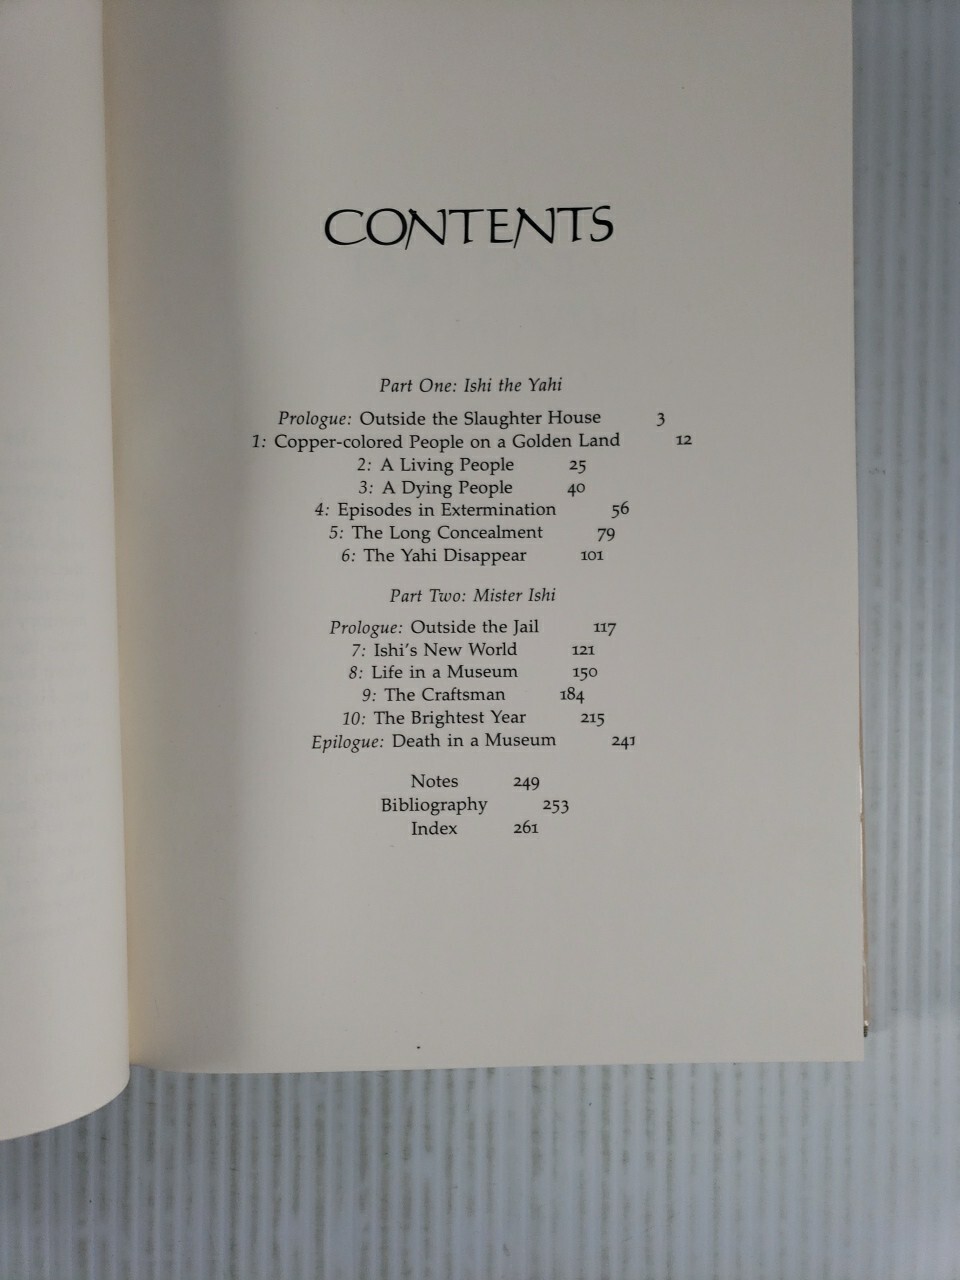 CONTENTS
Part One: Ishi the Yahi
Prologue: Outside the Slaughter House 3
1: Copper-colored People on a Golden Land 12
2: A Living People 25
3: A Dying People 40
4: Episodes in Extermination 56
5: The Long Concealment 79
6: The Yahi Disappear 101
Part Two: Mister Ishi
Prologue: Outside the Jail 117
7: Ishi's New World 121
8: Life in a Museum 150
9: The Craftsman 184
10: The Brightest Year 215
Epilogue: Death in a Museum 241
Notes 249
Bibliography 253
Index 261